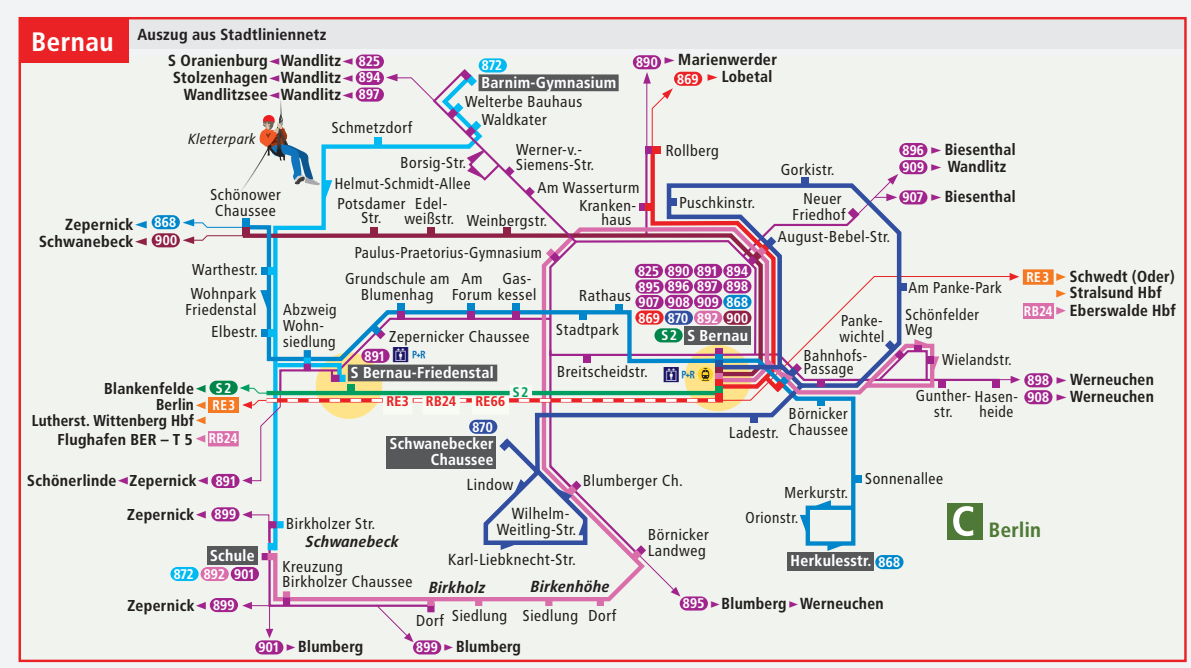 Bernau
Auszug aus Stadtliniennetz
S Oranienburg Wandlitz 825
Stolzenhagen Wandlitz 894
Wandlitzsee Wandlitz 897
872
Barnim-Gymnasium
Welterbe Bauhaus
Waldkater
890 Marienwerder
869 Lobetal
Kletterpark
Schmetzdorf
Borsig-Str.
Werner-v.-
Siemens-Str.
Am Wasserturm
Rollberg
Kranken-
haus
Gorkistr.
Puschkinstr.
Neuer
Friedhof
August-Bebel-Str.
896 Biesenthal
909 Wandlitz
907 Biesenthal
Schönower
Chaussee
Helmut-Schmidt-Allee
Potsdamer
Str.
Edel-
weißstr.
Weinbergstr.
Zepernick 868
Schwanebeck 900
Paulus-Praetorius-Gymnasium
Warthestr.
Wohnpark
Friedenstal
Elbestr.
Abzweig
Wohn-
siedlung
Grundschule am
Blumenhag
Am
Forum
Gas-
kessel
Rathaus
Stadtpark
Zepernicker Chaussee
825 890 891 894
895 896 897 898
907 908 909 868
869 870 892 900
S2 S Bernau
P+R
Breitscheidstr.
Am Panke-Park
Panke-
wichtel
Schönfelder
Weg
Bahnhofs-
Passage
Wielandstr.
RE3 Schwedt (Oder)
Stralsund Hbf
RB24 Eberswalde Hbf
891 P+R
S Bernau-Friedenstal
Blankenfelde S2
Berlin RE3
Lutherst. Wittenberg Hbf
Flughafen BER – T 5 RB24
RE3 RB24 RE66 S2
898 Werneuchen
908 Werneuchen
Gunther-
str.
Hasen-
heide
Börnicker
Chaussee
Ladestr.
870
Schwanebecker
Chaussee
Lindow
Wilhelm-
Weitling-Str.
Karl-Liebknecht-Str.
Blumberger Ch.
Börnicker
Landweg
Sonnenallee
Merkurstr.
Orionstr.
Herkulesstr. 868
C Berlin
Schönerlinde Zepernick 891
Zepernick 899
Birkholzer Str.
Schwanebeck
Schule
872 892 901
Kreuzung
Birkholzer Chaussee
Birkholz
Dorf
Siedlung
Birkenhöhe
Siedlung
Dorf
Zepernick 899
895 Blumberg Werneuchen
901 Blumberg
899 Blumberg